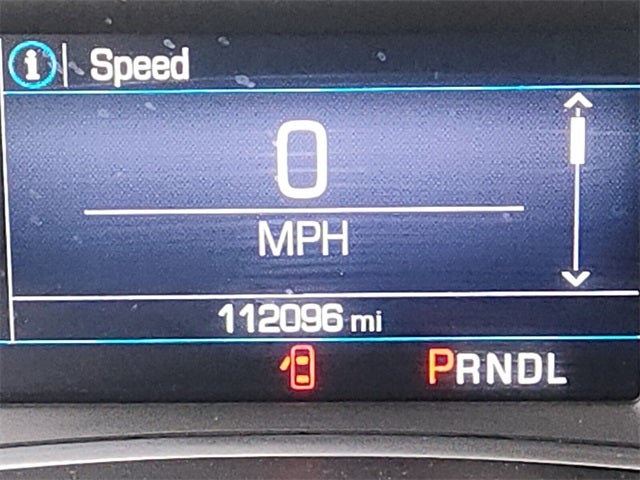 i Speed
0
MPH
112096 mi
PRNDL